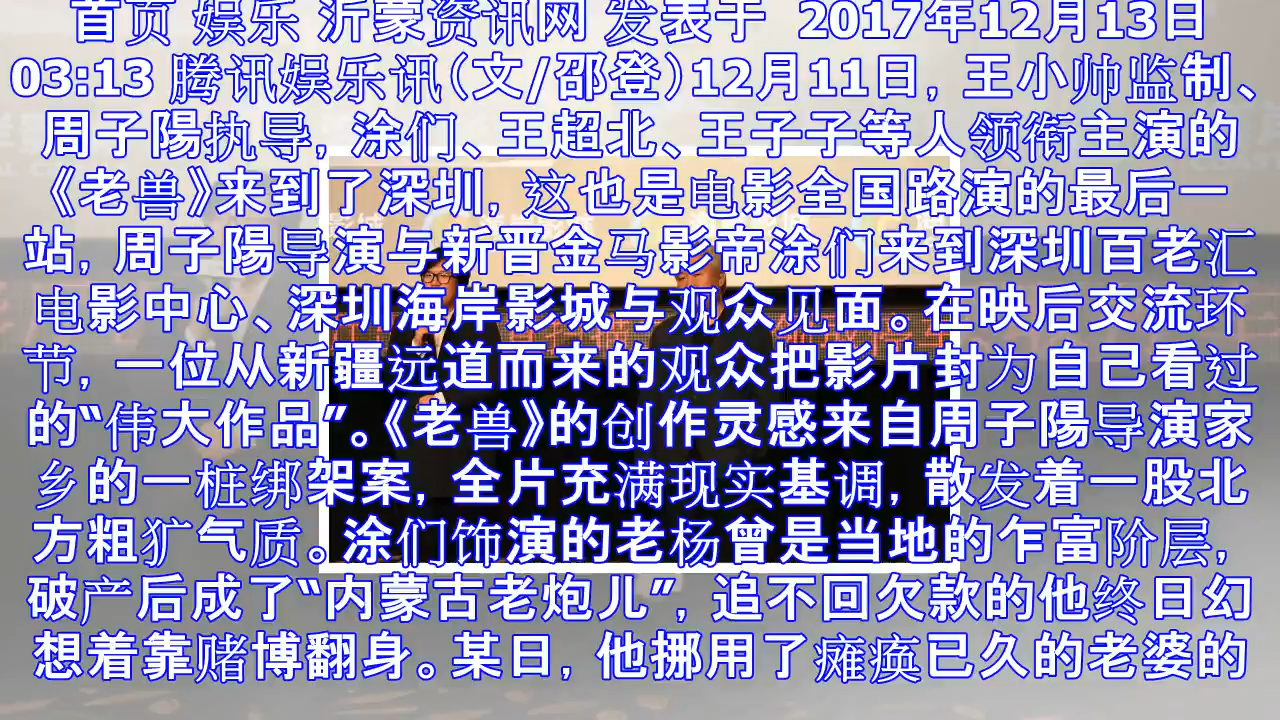 首页 娱乐 沂蒙资讯网 发表于 2017年12月13日
03:13 腾讯娱乐讯(文/邵登)12月11日, 王小帅监制、
周子陽执导, 涂们、王超北、王子子等人领衔主演的
《老兽》来到了深圳, 这也是电影全国路演的最后一
站, 周子陽导演与新晋金马影帝涂们来到深圳百老汇
电影中心、深圳海岸影城与观众见面。在映后交流环
节, 一位从新疆远道而来的观众把影片封为自己看过
的“伟大作品”。《老兽》的创作灵感来自周子陽导演家
乡的一桩绑架案, 全片充满现实基调, 散发着一股北
方粗犷气质。涂们饰演的老杨曾是当地的乍富阶层,
破产后成了“内蒙古老炮儿”, 追不回欠款的他终日幻
想着靠赌博翻身。某日, 他挪用了瘫痪已久的老婆的